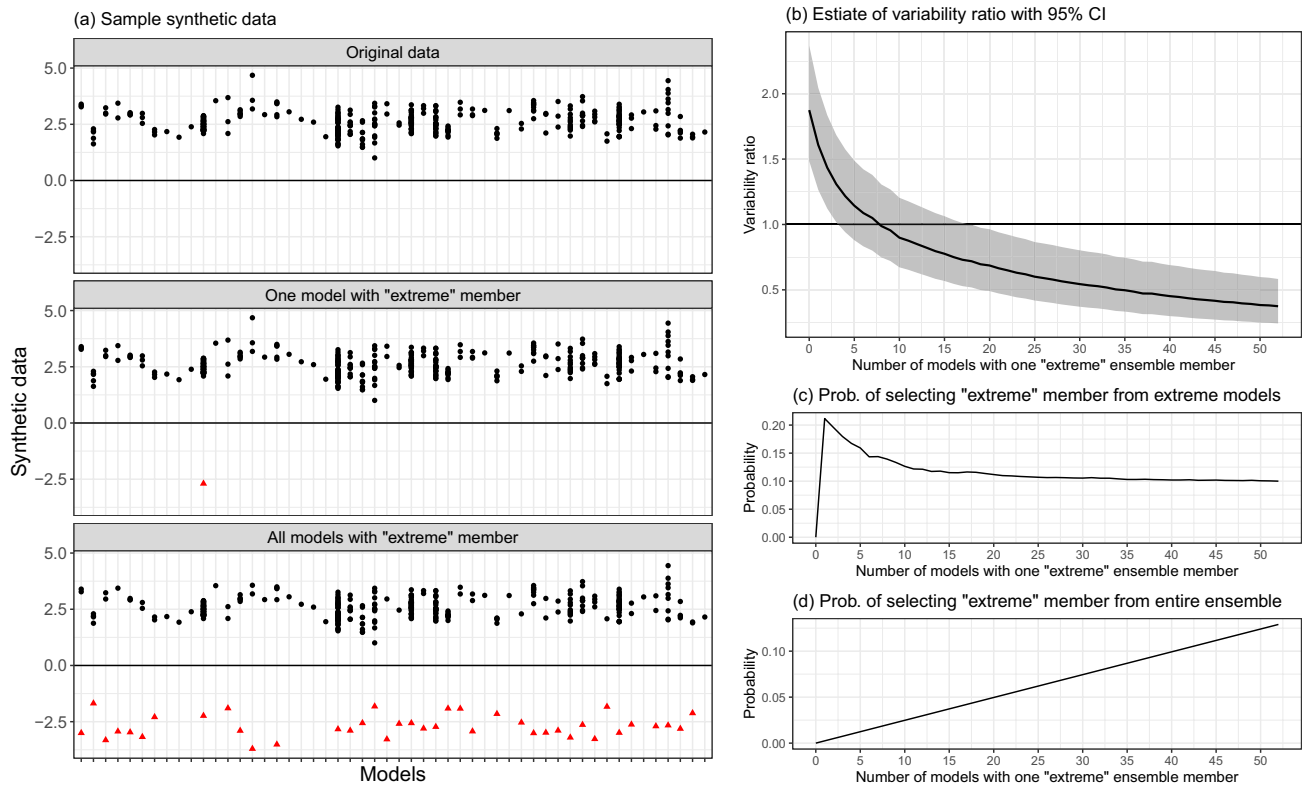 (a) Sample synthetic data
Original data
5.0
2.5
0.0
−2.5
One model with "extreme" member
5.0
2.5
0.0
−2.5
All models with "extreme" member
5.0
2.5
0.0
−2.5
Synthetic data
Models
(b) Estiate of variability ratio with 95% CI
Variability ratio
2.0
1.5
1.0
0.5
0 5 10 15 20 25 30 35 40 45 50
Number of models with one "extreme" ensemble member
(c) Prob. of selecting "extreme" member from extreme models
Probability
0.20
0.15
0.10
0.05
0.00
0 5 10 15 20 25 30 35 40 45 50
Number of models with one "extreme" ensemble member
(d) Prob. of selecting "extreme" member from entire ensemble
Probability
0.10
0.05
0.00
0 5 10 15 20 25 30 35 40 45 50
Number of models with one "extreme" ensemble member